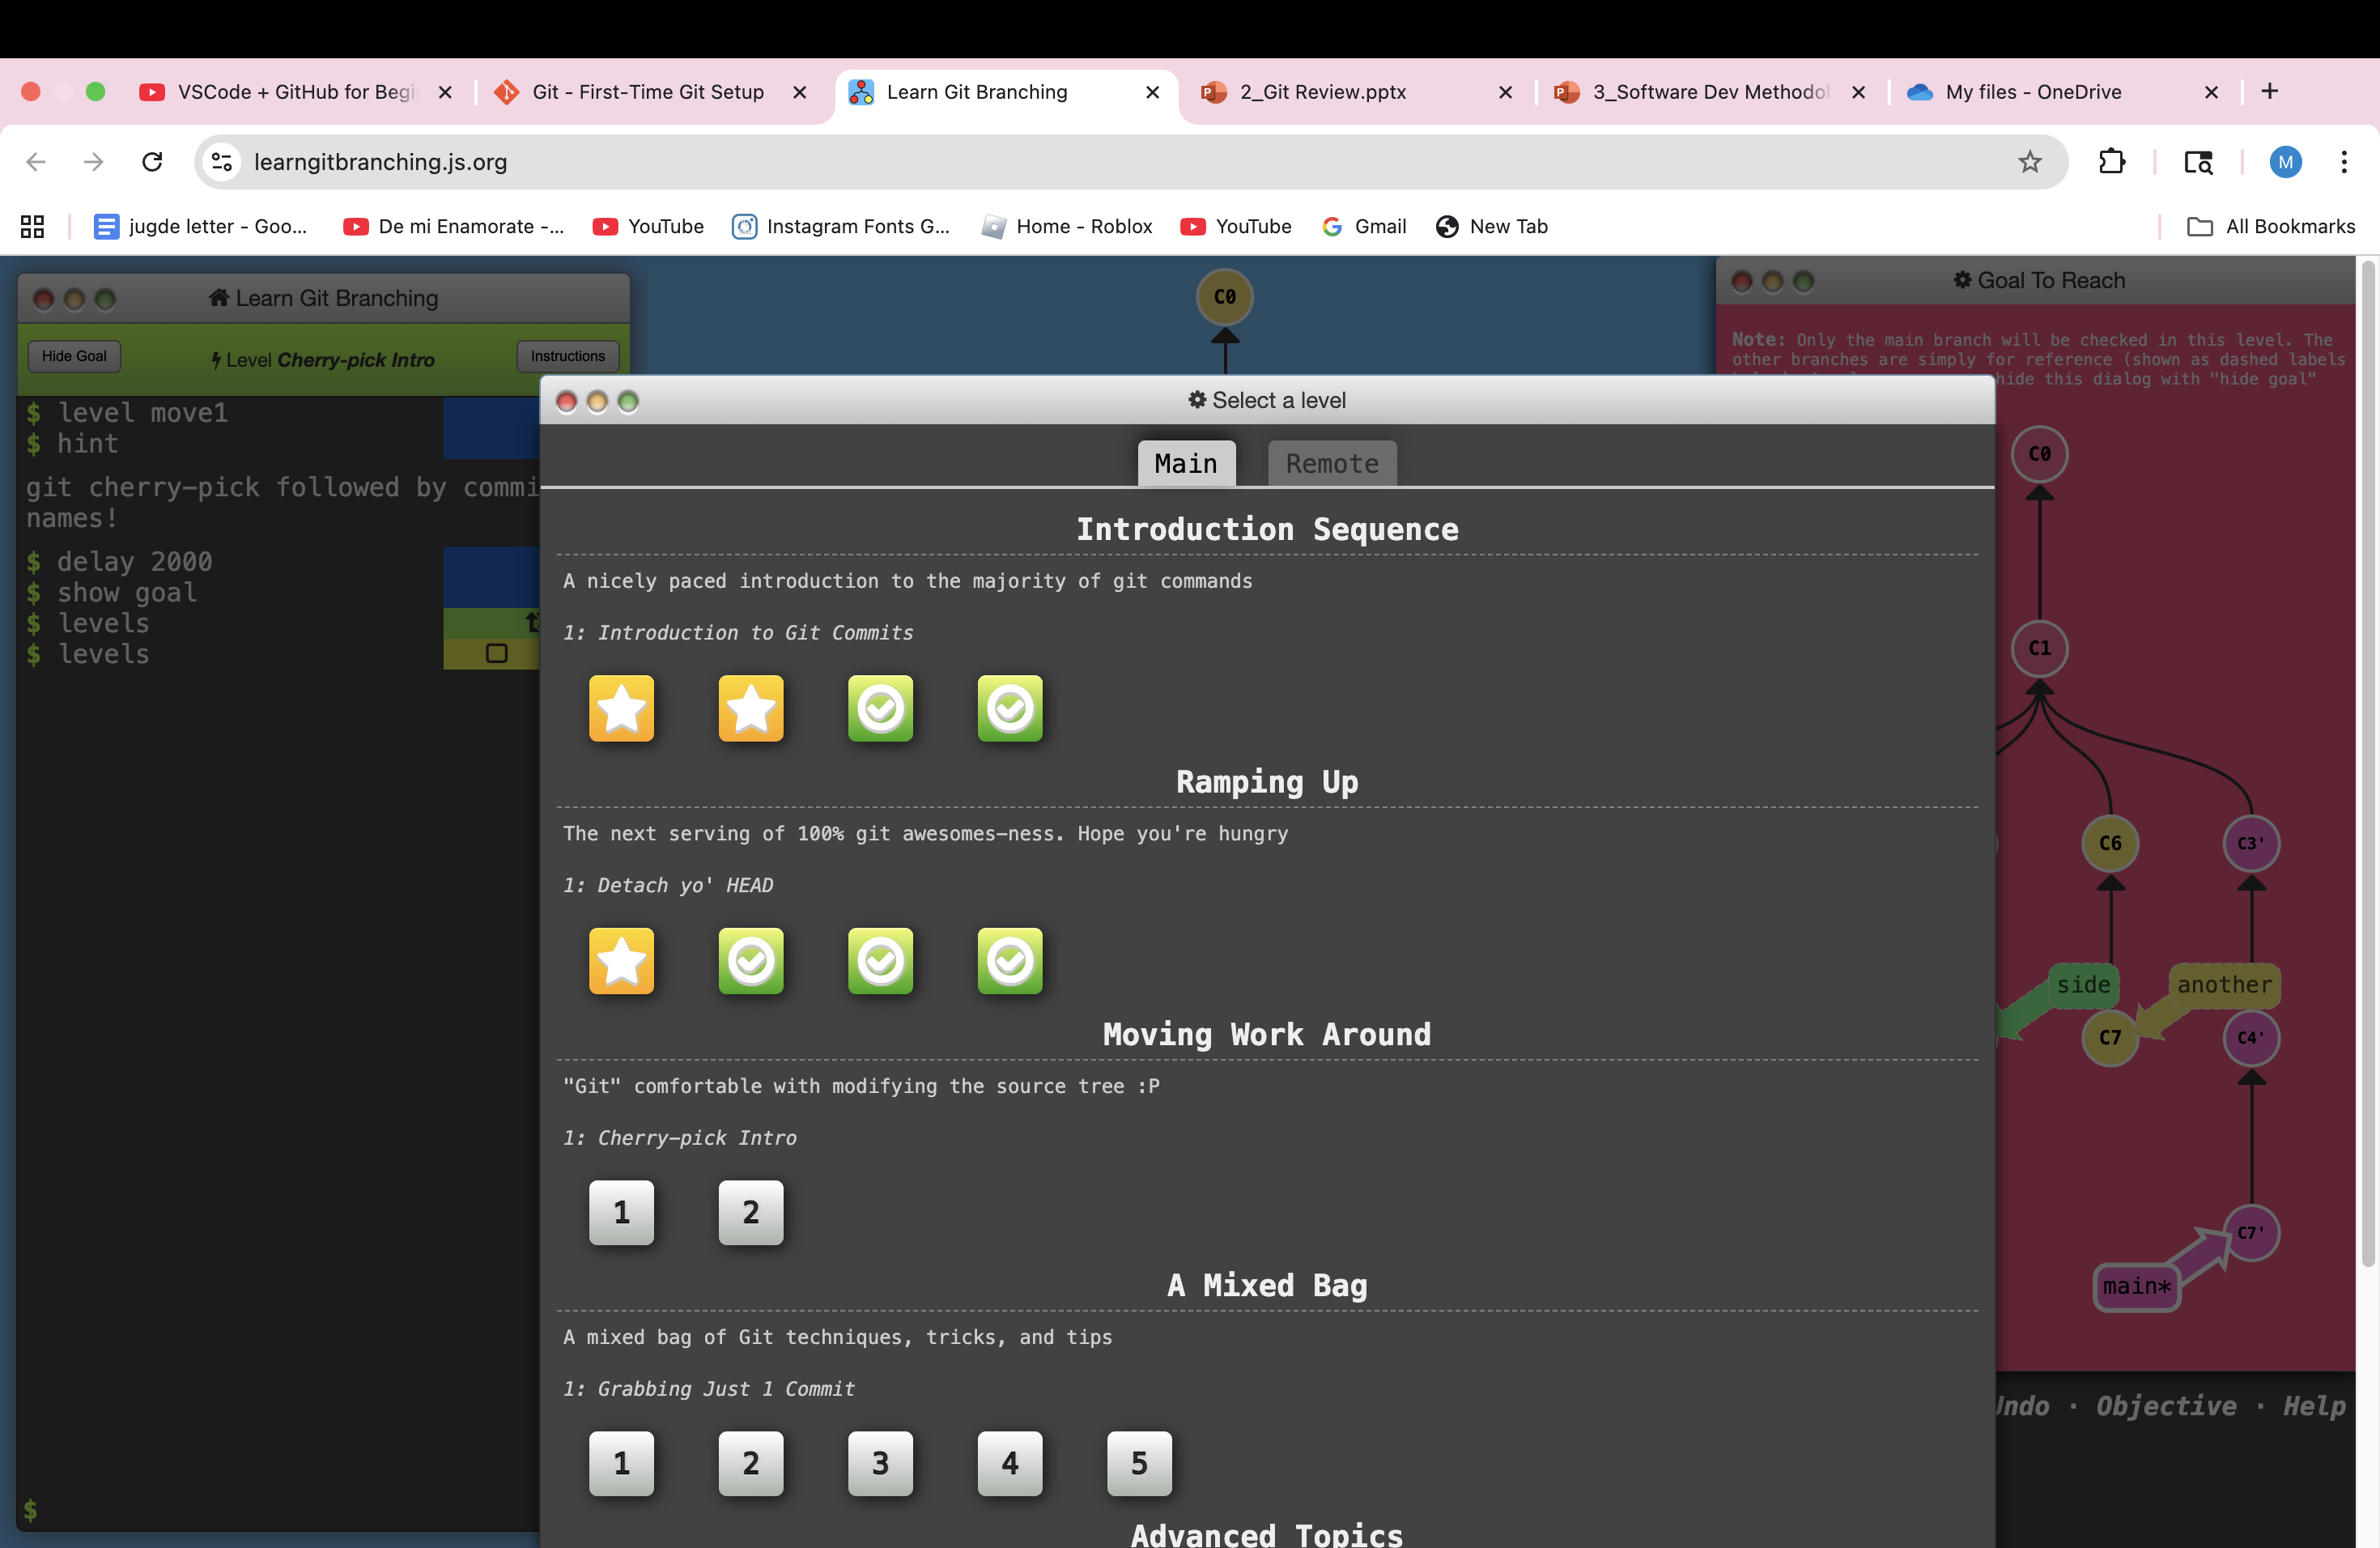 VSCode + GitHub for Begi
Git - First-Time Git Setup
Learn Git Branching
2_Git Review.pptx
3_Software Dev Methodol
My files - OneDrive
learngitbranching.js.org
M
jugde letter - Goo...
De mi Enamorate -...
YouTube
Instagram Fonts G...
Home - Roblox
YouTube
Gmail
New Tab
All Bookmarks
Learn Git Branching
Hide Goal
Level Cherry-pick Intro
Instructions
$ level move1
$ hint
git cherry-pick followed by commi
names!
$ delay 2000
$ show goal
$ levels
$ levels
$
C0
Select a level
Main
Remote
Introduction Sequence
A nicely paced introduction to the majority of git commands
1: Introduction to Git Commits
Ramping Up
The next serving of 100% git awesomes-ness. Hope you're hungry
1: Detach yo' HEAD
Moving Work Around
"Git" comfortable with modifying the source tree :P
1: Cherry-pick Intro
1 2
A Mixed Bag
A mixed bag of Git techniques, tricks, and tips
1: Grabbing Just 1 Commit
1 2 3 4 5
Advanced Topics
Goal To Reach
Note: Only the main branch will be checked in this level. The
other branches are simply for reference (shown as dashed labels
hide this dialog with "hide goal"
C0
C1
C6
C3'
side
another
C7
C4'
C7'
main*
Undo · Objective · Help